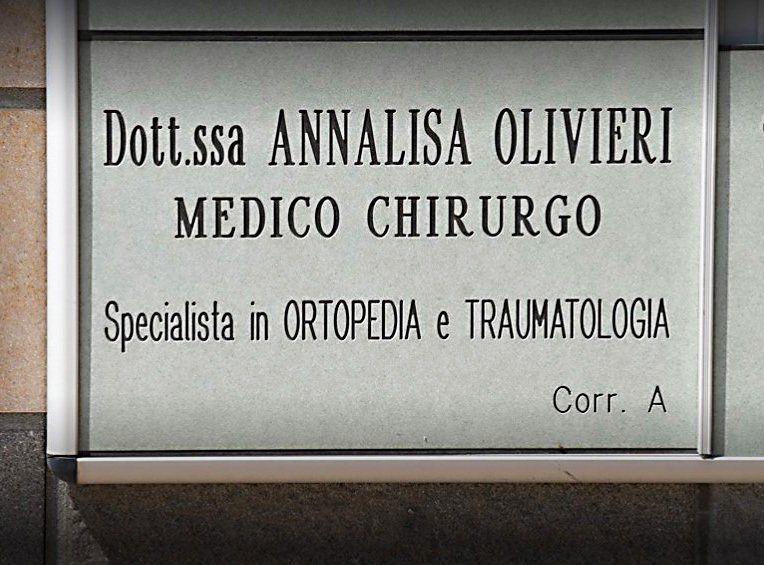 Dott.ssa ANNALISA OLIVIERI
MEDICO CHIRURGO
Specialista in ORTOPEDIA e TRAUMATOLOGIA
Corr. A